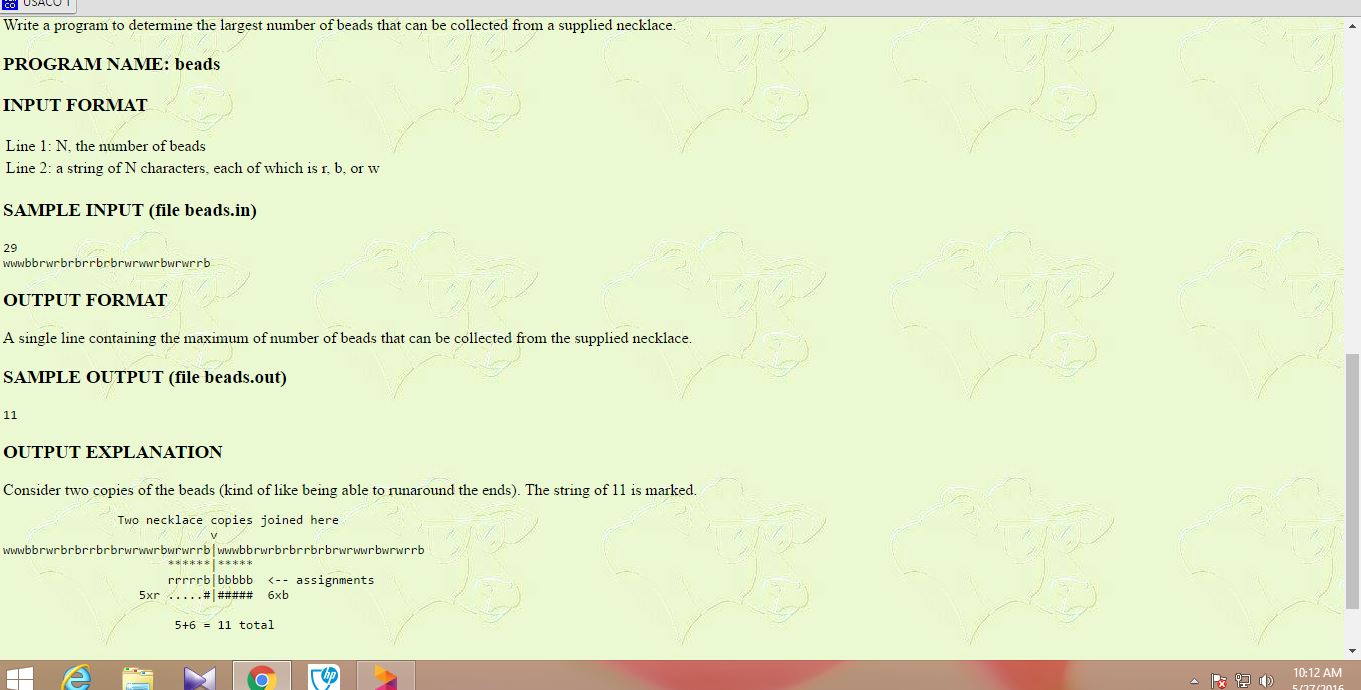 USACO T
Write a program to determine the largest number of beads that can be collected from a supplied necklace.
PROGRAM NAME: beads
INPUT FORMAT
Line 1: N, the number of beads
Line 2: a string of N characters, each of which is r, b, or w
SAMPLE INPUT (file beads.in)
29
wwwbbrwrbrbrrbrbrwrwwrbwrwrrb
OUTPUT FORMAT
A single line containing the maximum of number of beads that can be collected from the supplied necklace.
SAMPLE OUTPUT (file beads.out)
11
OUTPUT EXPLANATION
Consider two copies of the beads (kind of like being able to runaround the ends). The string of 11 is marked.
Two necklace copies joined here
v
wwwbbrwrbrbrrbrbrwrwwrbwrwrrb|wwwbbrwrbrbrrbrbrwrwwrbwrwrrb
******|*****
rrrrrb|bbbbb <-- assignments
5xr .....#|##### 6xb
5+6 = 11 total
hp
10:12 AM
5/27/2016